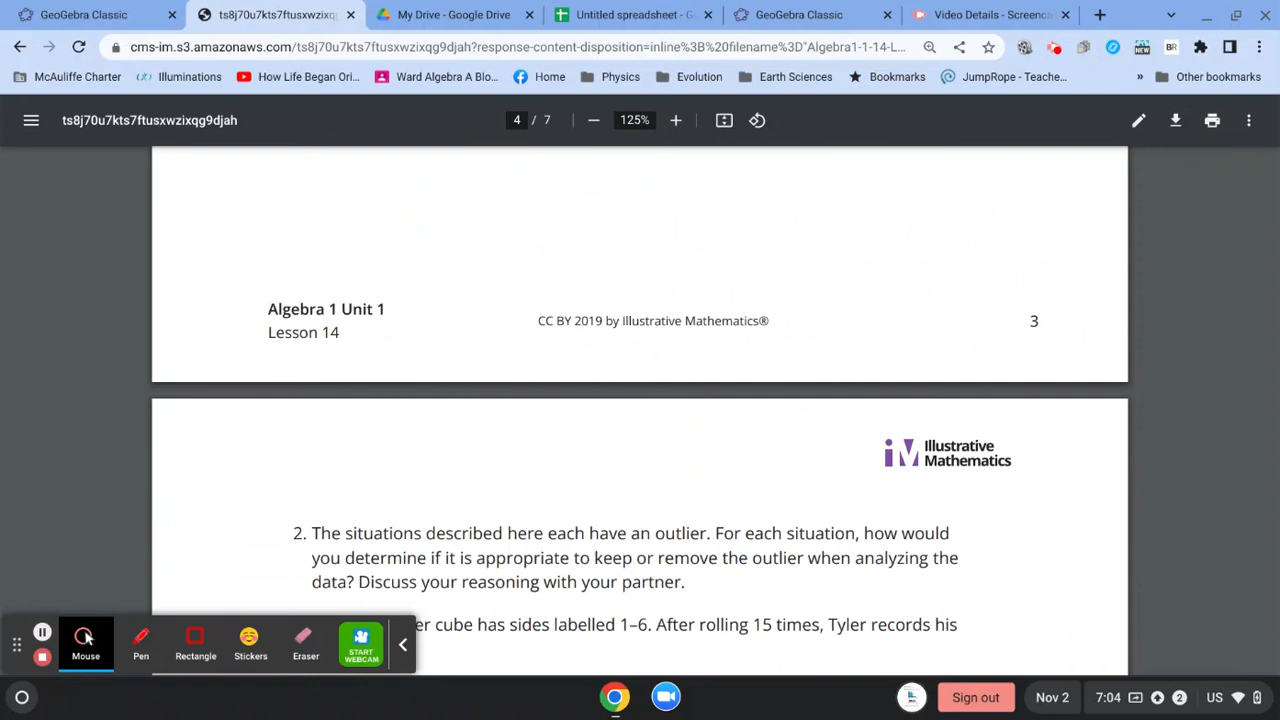 GeoGebra Classic
ts8j70u7kts7ftusxwzixqg
My Drive - Google Drive
Untitled spreadsheet - G
GeoGebra Classic
Video Details - Screenca
cms-im.s3.amazonaws.com/ts8j70u7kts7ftusxwzixqg9djah?response-content-disposition=inline%3B%20filename%3D"Algebra1-1-14-L...
McAuliffe Charter
Illuminations
How Life Began Ori...
Ward Algebra A Blo...
Home
Physics
Evolution
Earth Sciences
Bookmarks
JumpRope - Teache...
»
Other bookmarks
ts8j70u7kts7ftusxwzixqg9djah
4 / 7
125%
Algebra 1 Unit 1
Lesson 14
CC BY 2019 by Illustrative Mathematics®
3
Illustrative
Mathematics
2. The situations described here each have an outlier. For each situation, how would
you determine if it is appropriate to keep or remove the outlier when analyzing the
data? Discuss your reasoning with your partner.
er cube has sides labelled 1–6. After rolling 15 times, Tyler records his
Mouse
Pen
Rectangle
Stickers
Eraser
START
WEBCAM
Sign out
Nov 2
7:04
2
US